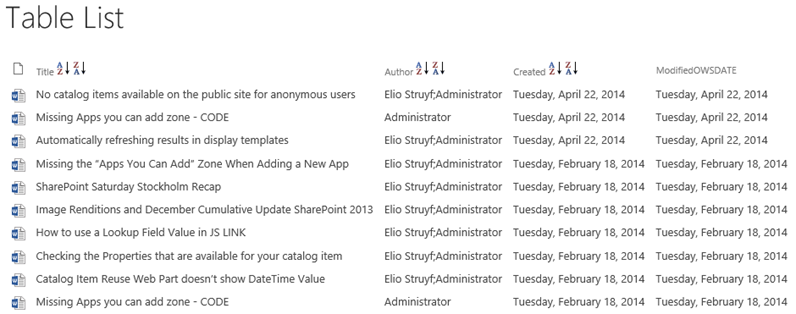 Table List
Title AZ ZA Author AZ ZA Created AZ ZA ModifiedOWSDATE
No catalog items available on the public site for anonymous users Elio Struyf;Administrator Tuesday, April 22, 2014 Tuesday, April 22, 2014
Missing Apps you can add zone - CODE Administrator Tuesday, April 22, 2014 Tuesday, April 22, 2014
Automatically refreshing results in display templates Elio Struyf;Administrator Tuesday, April 22, 2014 Tuesday, April 22, 2014
Missing the “Apps You Can Add” Zone When Adding a New App Elio Struyf;Administrator Tuesday, February 18, 2014 Tuesday, February 18, 2014
SharePoint Saturday Stockholm Recap Elio Struyf;Administrator Tuesday, February 18, 2014 Tuesday, February 18, 2014
Image Renditions and December Cumulative Update SharePoint 2013 Elio Struyf;Administrator Tuesday, February 18, 2014 Tuesday, February 18, 2014
How to use a Lookup Field Value in JS LINK Elio Struyf;Administrator Tuesday, February 18, 2014 Tuesday, February 18, 2014
Checking the Properties that are available for your catalog item Elio Struyf;Administrator Tuesday, February 18, 2014 Tuesday, February 18, 2014
Catalog Item Reuse Web Part doesn’t show DateTime Value Elio Struyf;Administrator Tuesday, February 18, 2014 Tuesday, February 18, 2014
Missing Apps you can add zone - CODE Administrator Tuesday, February 18, 2014 Tuesday, February 18, 2014